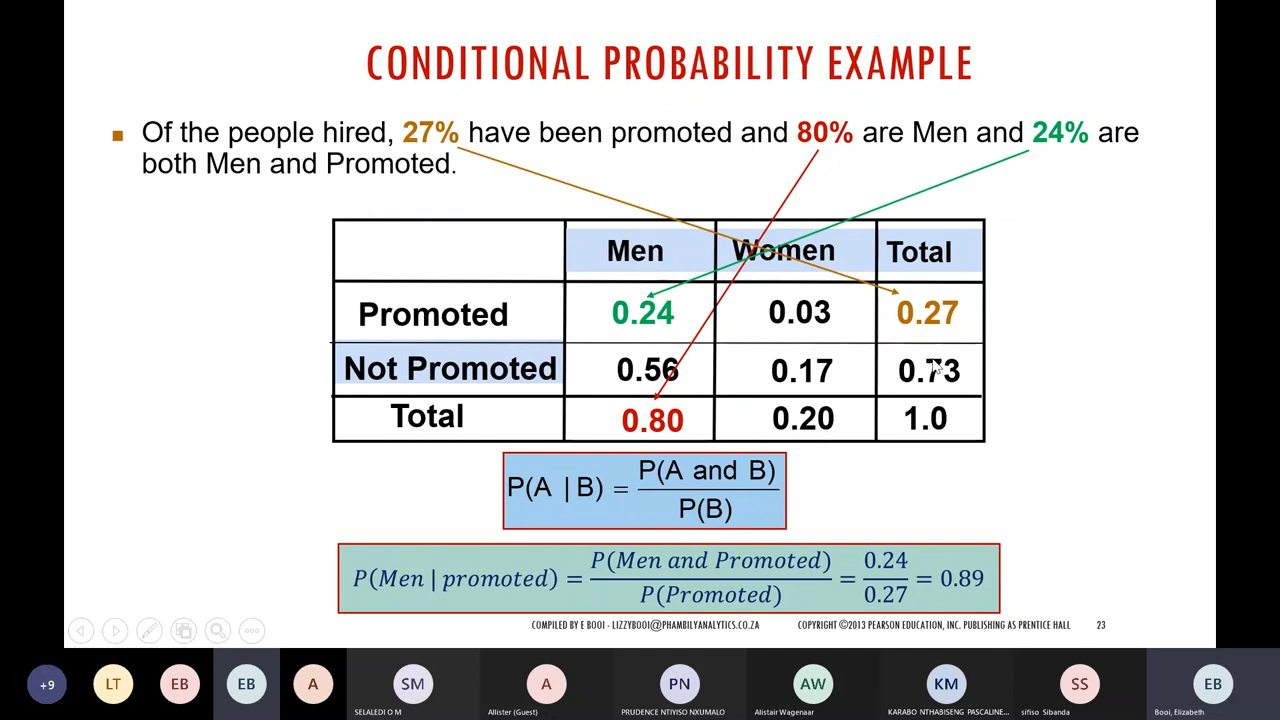 CONDITIONAL PROBABILITY EXAMPLE
Of the people hired, 27% have been promoted and 80% are Men and 24% are
both Men and Promoted.
Men Women Total
Promoted 0.24 0.03 0.27
Not Promoted 0.56 0.17 0.73
Total 0.80 0.20 1.0
P(A | B) = P(A and B) / P(B)
P(Men | promoted) = P(Men and Promoted) / P(Promoted) = 0.24 / 0.27 = 0.89
COMPILED BY E BOOI - LIZZYBOOI@PHAMBILYANALYTICS.CO.ZA COPYRIGHT ©2013 PEARSON EDUCATION, INC. PUBLISHING AS PRENTICE HALL 23
+9 LT EB EB A SM A PN AW KM SS EB
SELALEDI O M Allister (Guest) PRUDENCE NTIYISO NXUMALO Alistair Wagenaar KARABO NTHABISENG PASCALINE... sifiso Sibanda Booi, Elizabeth